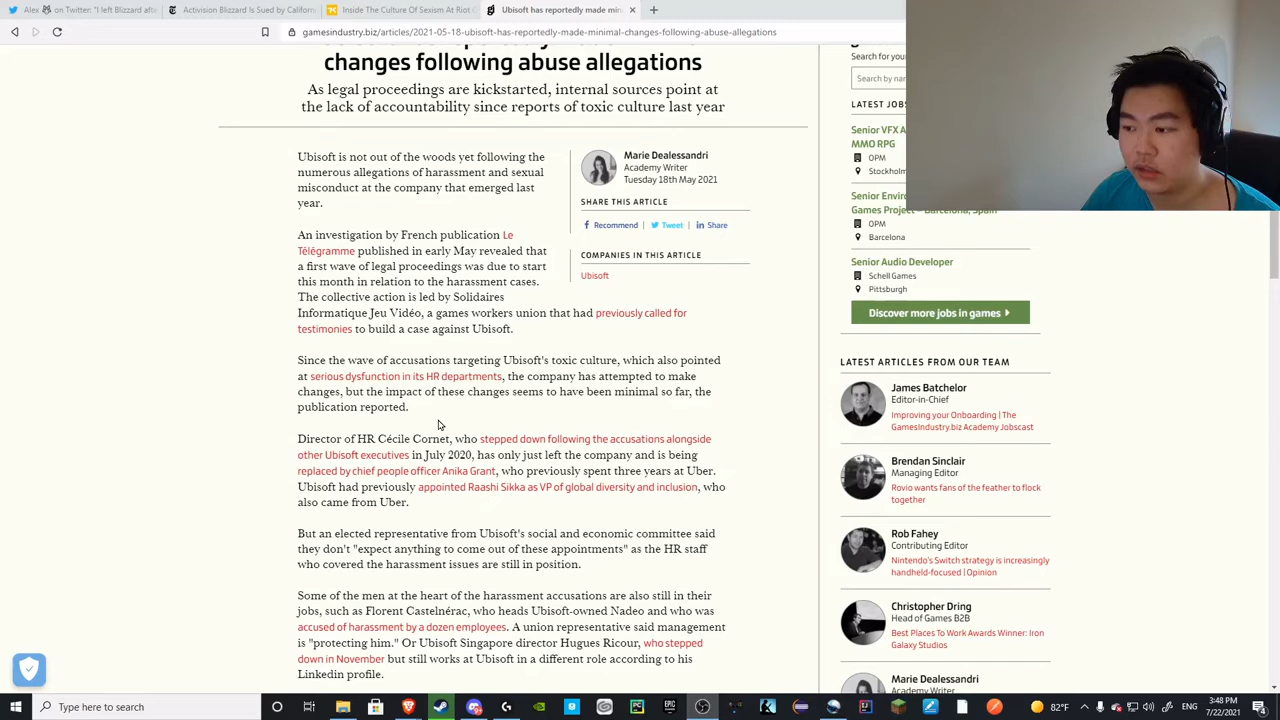 Alex on Twitter: "I left Blizzard afte
Activision Blizzard Is Sued by Californ
Inside The Culture Of Sexism At Riot
Ubisoft has reportedly made min
gamesindustry.biz/articles/2021-05-18-ubisoft-has-reportedly-made-minimal-changes-following-abuse-allegations
changes following abuse allegations
As legal proceedings are kickstarted, internal sources point at
the lack of accountability since reports of toxic culture last year
Ubisoft is not out of the woods yet following the
numerous allegations of harassment and sexual
misconduct at the company that emerged last
year.
Marie Dealessandri
Academy Writer
Tuesday 18th May 2021
SHARE THIS ARTICLE
Recommend | Tweet | Share
COMPANIES IN THIS ARTICLE
Ubisoft
An investigation by French publication Le
Télégramme published in early May revealed that
a first wave of legal proceedings was due to start
this month in relation to the harassment cases.
The collective action is led by Solidaires
Informatique Jeu Vidéo, a games workers union that had previously called for
testimonies to build a case against Ubisoft.
Since the wave of accusations targeting Ubisoft's toxic culture, which also pointed
at serious dysfunction in its HR departments, the company has attempted to make
changes, but the impact of these changes seems to have been minimal so far, the
publication reported.
Director of HR Cécile Cornet, who stepped down following the accusations alongside
other Ubisoft executives in July 2020, has only just left the company and is being
replaced by chief people officer Anika Grant, who previously spent three years at Uber.
Ubisoft had previously appointed Raashi Sikka as VP of global diversity and inclusion, who
also came from Uber.
But an elected representative from Ubisoft's social and economic committee said
they don't "expect anything to come out of these appointments" as the HR staff
who covered the harassment issues are still in position.
Some of the men at the heart of the harassment accusations are also still in their
jobs, such as Florent Castelnérac, who heads Ubisoft-owned Nadeo and who was
accused of harassment by a dozen employees. A union representative said management
is "protecting him." Or Ubisoft Singapore director Hugues Ricour, who stepped
down in November but still works at Ubisoft in a different role according to his
Linkedin profile.
Search for you
Search by nam
LATEST JOBS
Senior VFX A
MMO RPG
OPM
Stockholm
Senior Enviro
Games Project - Barcelona, Spain
OPM
Barcelona
Senior Audio Developer
Schell Games
Pittsburgh
Discover more jobs in games
LATEST ARTICLES FROM OUR TEAM
James Batchelor
Editor-in-Chief
Improving your Onboarding | The
GamesIndustry.biz Academy Jobscast
Brendan Sinclair
Managing Editor
Rovio wants fans of the feather to flock
together
Rob Fahey
Contributing Editor
Nintendo's Switch strategy is increasingly
handheld-focused | Opinion
Christopher Dring
Head of Games B2B
Best Places To Work Awards Winner: Iron
Galaxy Studios
Marie Dealessandri
Academy Writer
Type here to search
82°F
3:48 PM
7/22/2021